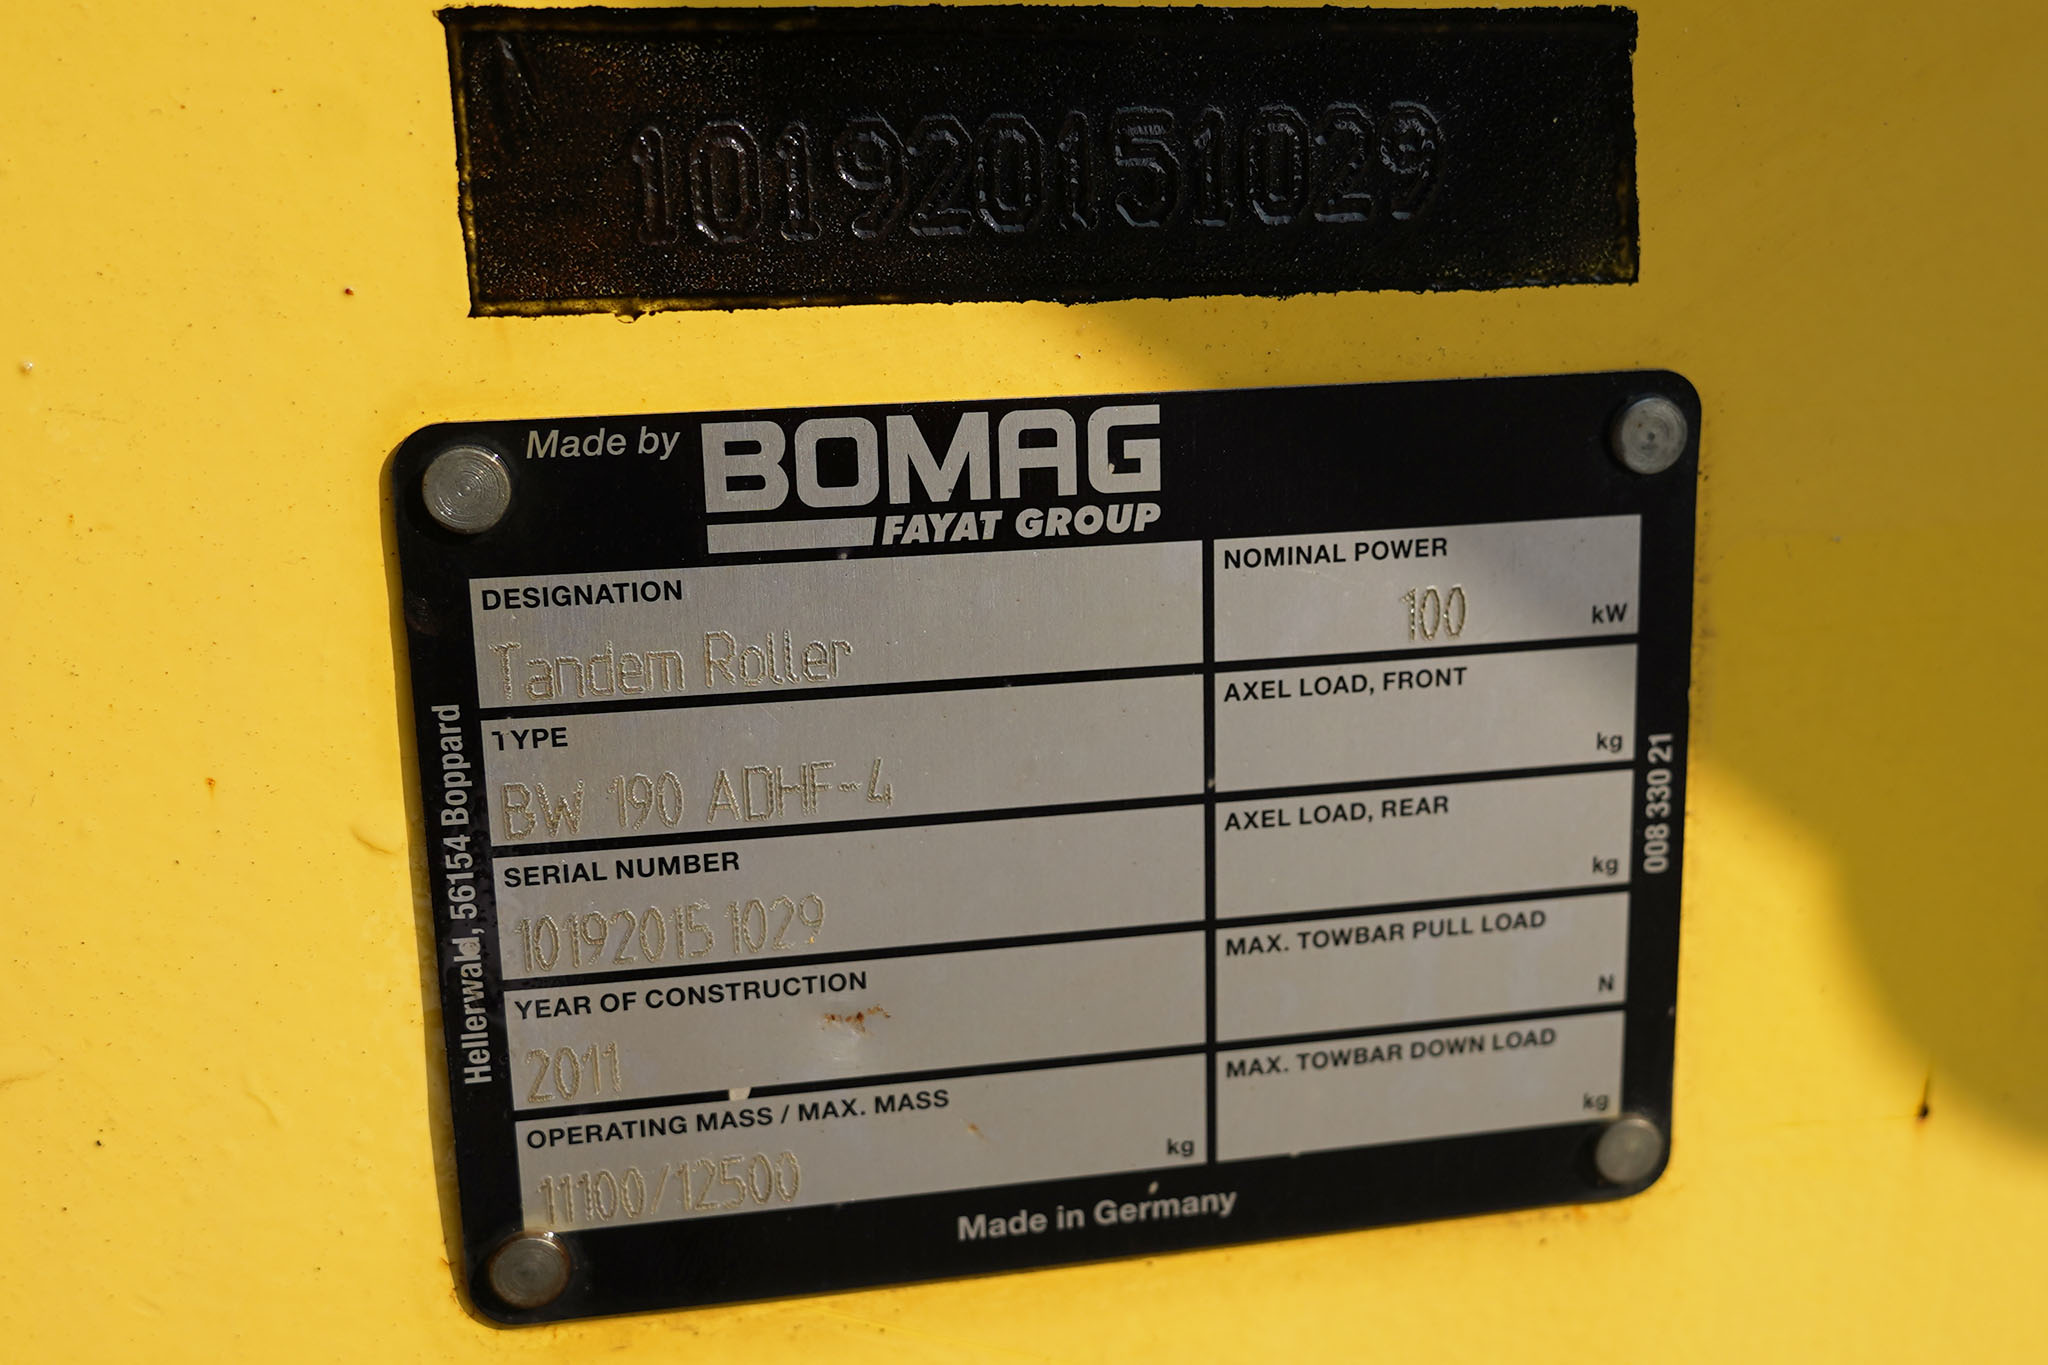 101920151029
Made by BOMAG
FAYAT GROUP
DESIGNATION
Tandem Roller
TYPE
BW 190 ADHF-4
SERIAL NUMBER
101920151029
YEAR OF CONSTRUCTION
2011
OPERATING MASS / MAX. MASS
kg
11100/12500
NOMINAL POWER
100 kW
AXEL LOAD, FRONT
kg
AXEL LOAD, REAR
kg
MAX. TOWBAR PULL LOAD
N
MAX. TOWBAR DOWN LOAD
kg
Made in Germany
Hellerwald, 56154 Boppard
008 330 21